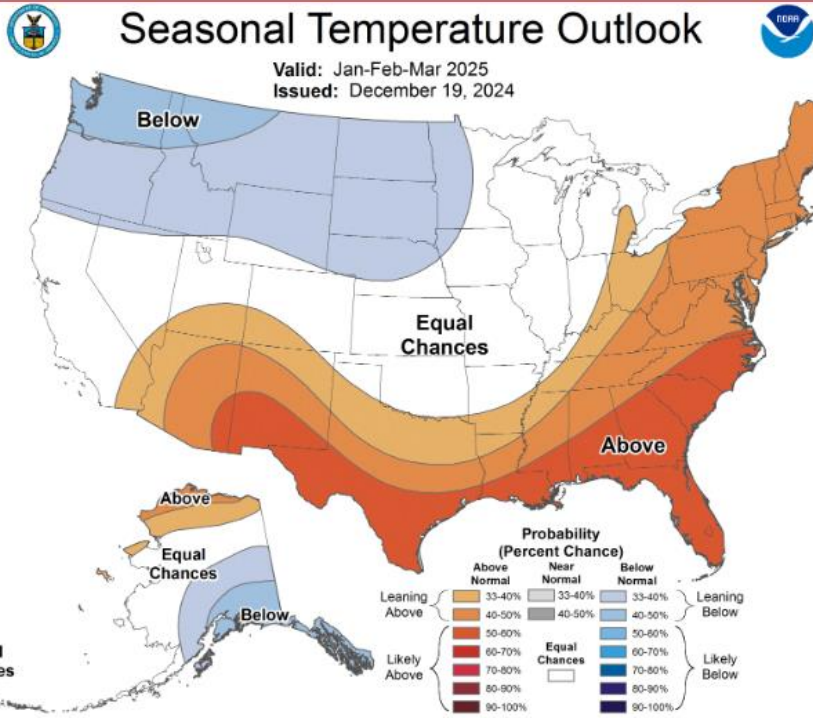 Seasonal Temperature Outlook
NOAA
Valid: Jan-Feb-Mar 2025
Issued: December 19, 2024
Below
Equal
Chances
Above
Above
Equal
Chances
Below
Probability
(Percent Chance)
Above
Normal
Near
Normal
Below
Normal
Leaning
Above
33-40%
33-40%
33-40%
Leaning
Below
40-50%
40-50%
40-50%
Likely
Above
50-60%
50-60%
Likely
Below
60-70%
60-70%
Equal
Chances
70-80%
70-80%
80-90%
80-90%
90-100%
90-100%